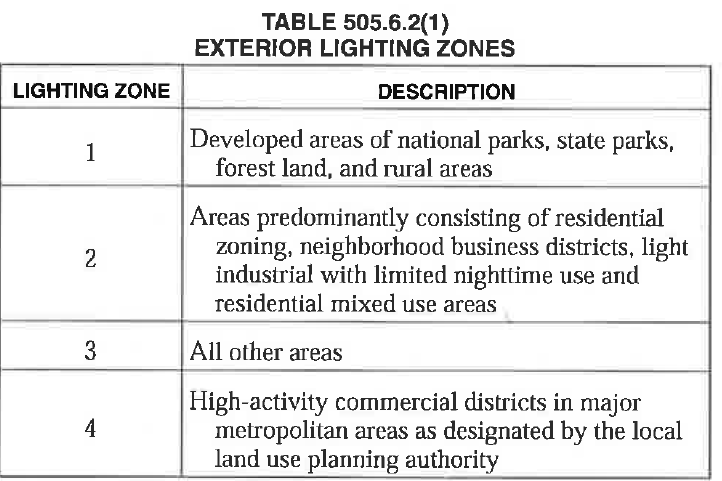 TABLE 505.6.2(1)
EXTERIOR LIGHTING ZONES
LIGHTING ZONE DESCRIPTION
1 Developed areas of national parks, state parks,
forest land, and rural areas
2 Areas predominantly consisting of residential
zoning, neighborhood business districts, light
industrial with limited nighttime use and
residential mixed use areas
3 All other areas
4 High-activity commercial districts in major
metropolitan areas as designated by the local
land use planning authority